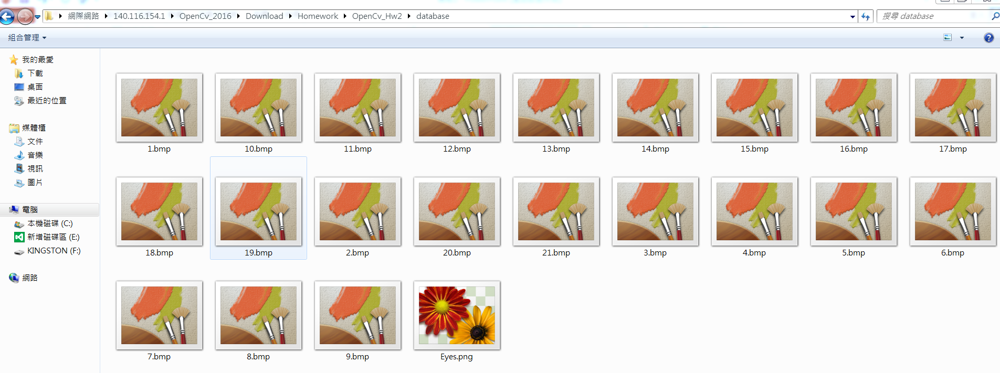 網際網路 140.116.154.1 OpenCv_2016 Download Homework OpenCv_Hw2 database 搜尋 database
組合管理
我的最愛
下載
桌面
最近的位置
媒體櫃
文件
音樂
視訊
圖片
電腦
本機磁碟 (C:)
新增磁碟區 (E:)
KINGSTON (F:)
網路
1.bmp 10.bmp 11.bmp 12.bmp 13.bmp 14.bmp 15.bmp 16.bmp 17.bmp
18.bmp 19.bmp 2.bmp 20.bmp 21.bmp 3.bmp 4.bmp 5.bmp 6.bmp
7.bmp 8.bmp 9.bmp Eyes.png